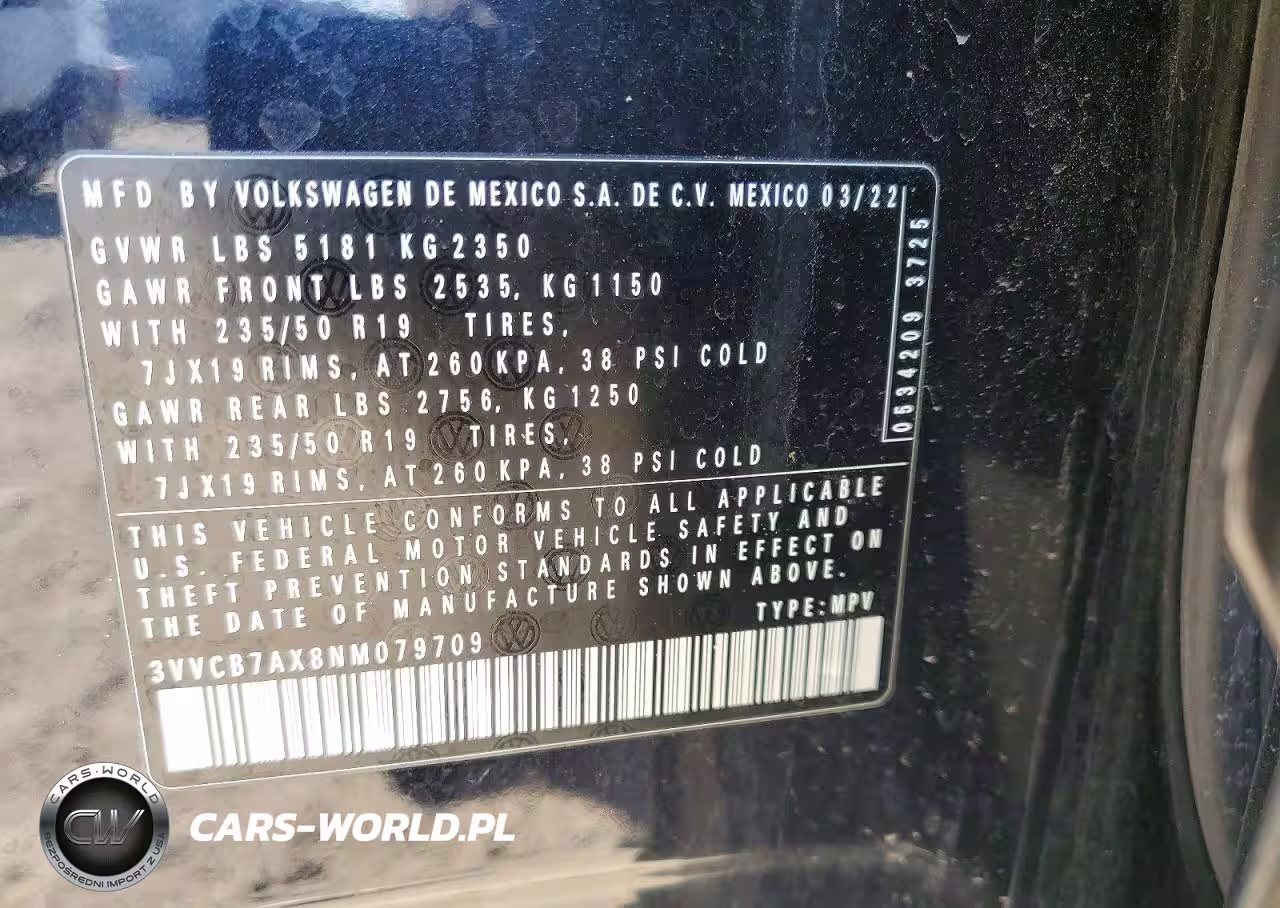 MFD BY VOLKSWAGEN DE MEXICO S.A. DE C.V. MEXICO 03/22
GVWR LBS 5181 KG 2350
GAWR FRONT LBS 2535, KG 1150
WITH 235/50 R19 TIRES,
7JX19 RIMS, AT 260 KPA, 38 PSI COLD
GAWR REAR LBS 2756, KG 1250
WITH 235/50 R19 TIRES,
7JX19 RIMS, AT 260 KPA, 38 PSI COLD
0534209 3725
THIS VEHICLE CONFORMS TO ALL APPLICABLE
U.S. FEDERAL MOTOR VEHICLE SAFETY AND
THEFT PREVENTION STANDARDS IN EFFECT ON
THE DATE OF MANUFACTURE SHOWN ABOVE.
TYPE: MPV
3VVCB7AX8NM079709
CARS-WORLD
CW
BEZPOŚREDNI IMPORT Z USA
CARS-WORLD.PL